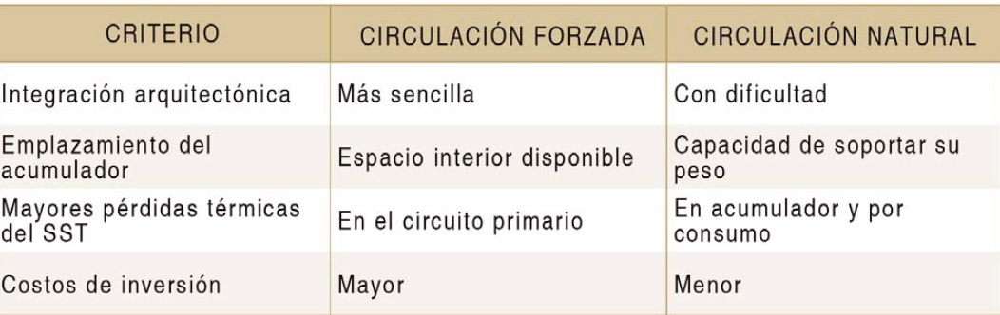 CRITERIO CIRCULACIÓN FORZADA CIRCULACIÓN NATURAL
Integración arquitectónica Más sencilla Con dificultad
Emplazamiento del acumulador Espacio interior disponible Capacidad de soportar su peso
Mayores pérdidas térmicas del SST En el circuito primario En acumulador y por consumo
Costos de inversión Mayor Menor